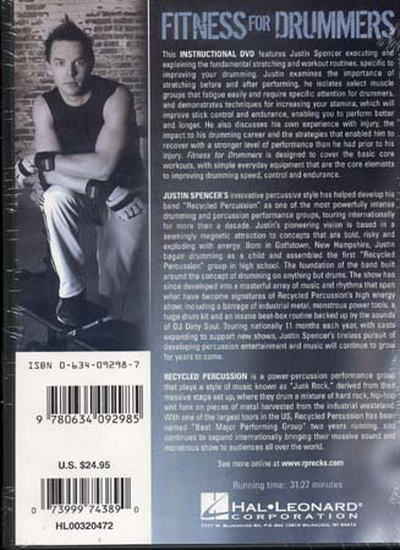 FITNESS FOR DRUMMERS
This INSTRUCTIONAL DVD features Justin Spencer executing and
explaining the fundamental stretching and workout routines, specific to
improving your drumming. Justin examines the importance of
stretching before and after performing, he isolates select muscle
groups that fatigue easily and require specific attention for drummers,
and demonstrates techniques for increasing your stamina, which will
improve stick control and endurance, enabling you to perform better
and longer. He also discusses his own experience with injury, the
impact to his drumming career and the strategies that enabled him to
recover with a stronger level of performance than he had prior to his
injury. Fitness for Drummers is designed to cover the basic core
workouts, with simple everyday equipment that are the core elements
to improving drumming speed, control and endurance.
JUSTIN SPENCER'S innovative percussive style has helped develop his
band "Recycled Percussion" as one of the most powerfully intense
drumming and percussion performance groups, touring internationally
for more than a decade. Justin's pioneering vision is based in a
seemingly magnetic attraction to concepts that are bold, risky and
exploding with energy. Born in Goffstown, New Hampshire, Justin
began drumming as a child and assembled the first "Recycled
Percussion" group in high school. The foundation of the band built
around the concept of drumming on anything but drums. The show has
since developed into a masterful array of music and rhythms that span
what have become signatures of Recycled Percussion's high energy
show; including a barrage of industrial metal, monstrous power tools, a
huge drum kit and an insane beat-box routine backed up by the sounds
of DJ Dirty Soul. Touring nationally 11 months each year, with casts
expanding to support new shows, Justin Spencer's tireless pursuit of
developing percussion entertainment and music will continue to grow
for years to come.
RECYCLED PERCUSSION is a power-percussion performance group
that plays a style of music known as "Junk Rock," derived from their
massive stage set up, where they drum a mixture of hard rock, hip-hop
and funk on pieces of metal harvested from the industrial wasteland.
With one of the largest tours in the US, Recycled Percussion has been
named "Best Major Performing Group" two years running, and
continues to expand internationally bringing their massive sound and
monstrous show to audiences all over the world.
See more online at www.rprecks.com
Running time: 31:27 minutes
ISBN 0-634-09298-7
9 780634 092985
U.S. $24.95
0 73999 74389 0
HL00320472
HAL•LEONARD
CORPORATION
7777 W. BLUEMOUND RD. P.O. BOX 13819 MILWAUKEE, WI 53213